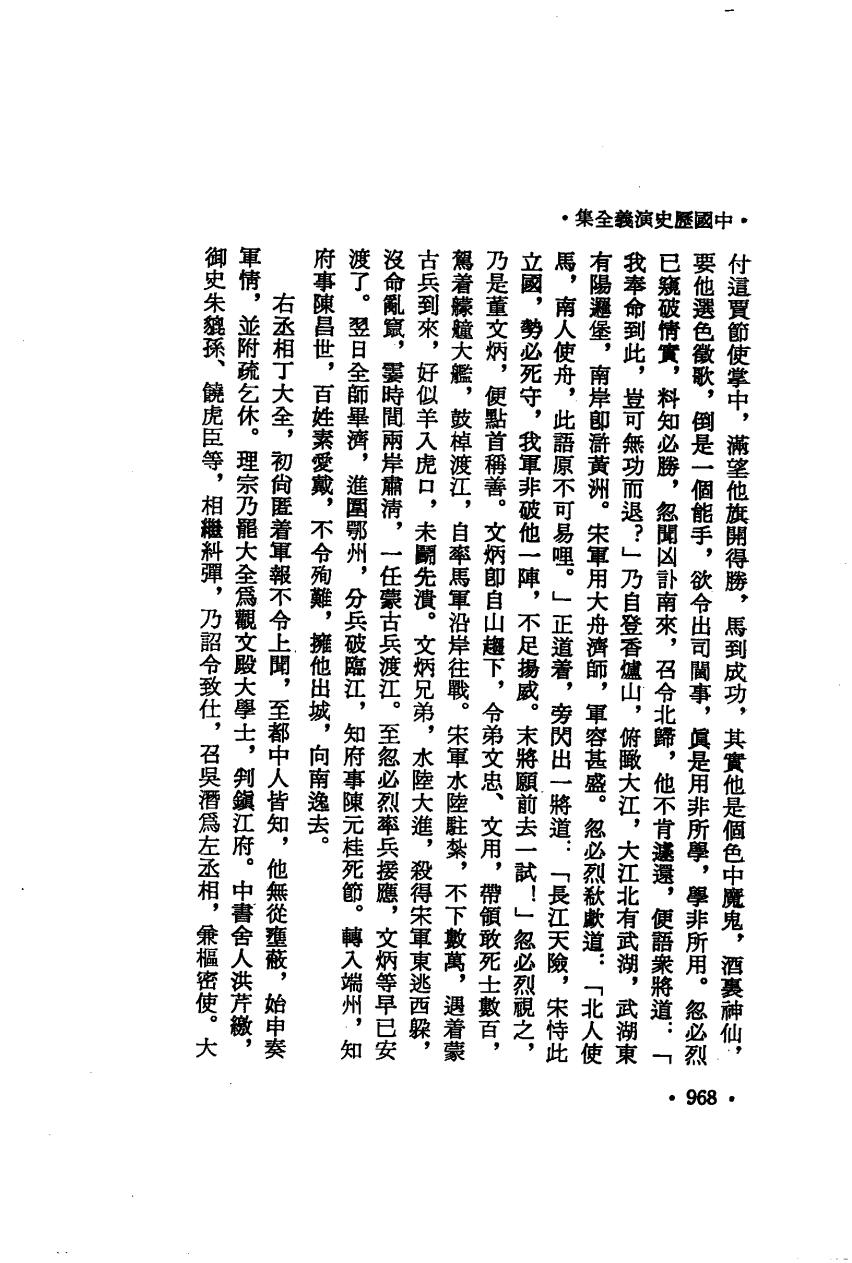 •中國歷史演義全集•
付這賈節使掌中，滿望他旗開得勝，馬到成功，其實他是個色中魔鬼，酒裏神仙，
要他選色徵歌，倒是一個能手，欲令出司閫事，眞是用非所學，學非所用。忽必烈
已窺破情實，料知必勝，忽聞凶訃南來，召令北歸，他不肯遽還，便語衆將道：「
我奉命到此，豈可無功而退？」乃自登香爐山，俯瞰大江，大江北有武湖，武湖東
有陽邏堡，南岸卽滸黃洲。宋軍用大舟濟師，軍容甚盛。忽必烈欷歔道：「北人使
馬，南人使舟，此語原不可易哩。」正道着，旁閃出一將道：「長江天險，宋恃此
立國，勢必死守，我軍非破他一陣，不足揚威。末將願前去一試！」忽必烈視之，
乃是董文炳，便點首稱善。文炳卽自山趨下，令弟文忠、文用，帶領敢死士數百，
駕着艨艟大艦，鼓棹渡江，自率馬軍沿岸往戰。宋軍水陸駐紮，不下數萬，遇着蒙
古兵到來，好似羊入虎口，未鬭先潰。文炳兄弟，水陸大進，殺得宋軍東逃西躱，
沒命亂竄，霎時間兩岸肅淸，一任蒙古兵渡江。至忽必烈率兵接應，文炳等早已安
渡了。翌日全師畢濟，進圍鄂州，分兵破臨江，知府事陳元桂死節。轉入端州，知
府事陳昌世，百姓素愛戴，不令殉難，擁他出城，向南逸去。
右丞相丁大全，初尙匿着軍報不令上聞，至都中人皆知，他無從壅蔽，始申奏
軍情，並附疏乞休。理宗乃罷大全爲觀文殿大學士，判鎭江府。中書舍人洪芹繳，
御史朱貔孫、饒虎臣等，相繼糾彈，乃詔令致仕，召吳潛爲左丞相，兼樞密使。大
•968•